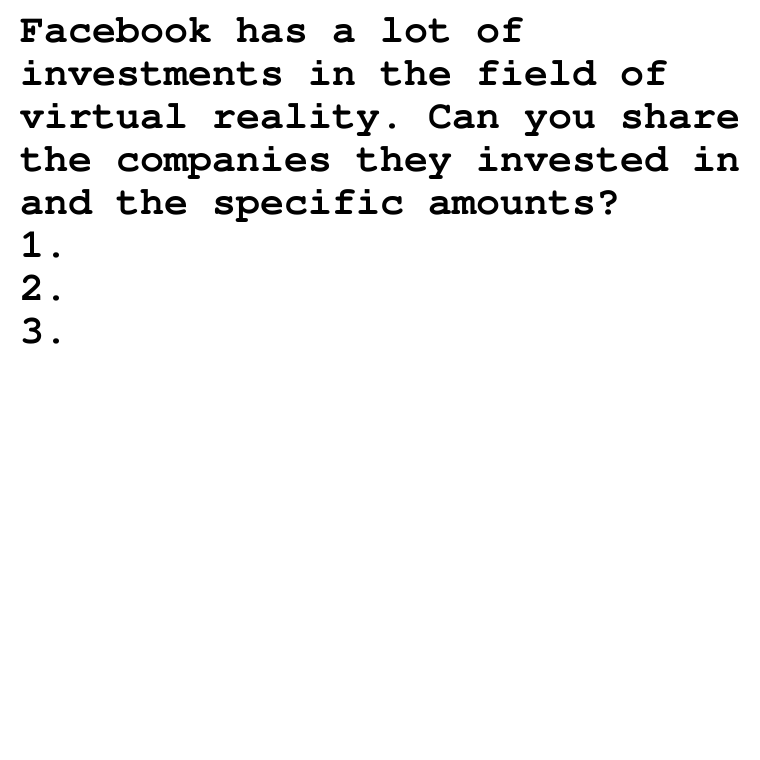 Facebook has a lot of
investments in the field of
virtual reality. Can you share
the companies they invested in
and the specific amounts?
1.
2.
3.